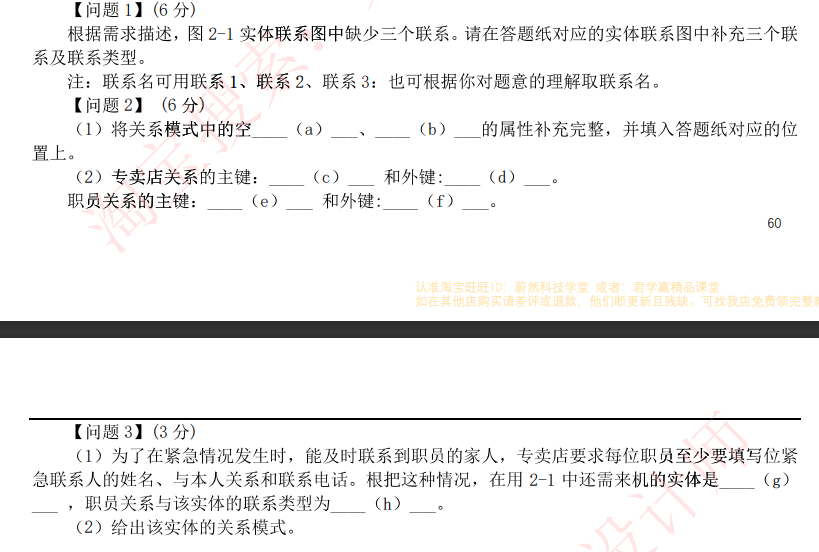 【问题 1】(6 分)
根据需求描述，图 2-1 实体联系图中缺少三个联系。请在答题纸对应的实体联系图中补充三个联
系及联系类型。
注：联系名可用联系 1、联系 2、联系 3：也可根据你对题意的理解取联系名。
【问题 2】 (6 分)
（1）将关系模式中的空____（a）___、____（b）___的属性补充完整，并填入答题纸对应的位
置上。
（2）专卖店关系的主键：____（c）___ 和外键:____（d）___。
职员关系的主键：____（e）___ 和外键:____（f）___。
60
认准淘宝旺旺ID：蔚然科技学堂 或者：君学赢精品课堂
如在其他店购买请差评或退款，他们断更新且残缺。可找我店免费领完整
【问题 3】(3 分)
（1）为了在紧急情况发生时，能及时联系到职员的家人，专卖店要求每位职员至少要填写位紧
急联系人的姓名、与本人关系和联系电话。根把这种情况，在用 2-1 中还需来机的实体是____（g）
___ ，职员关系与该实体的联系类型为____（h）___。
（2）给出该实体的关系模式。
淘宝搜索：
设计师